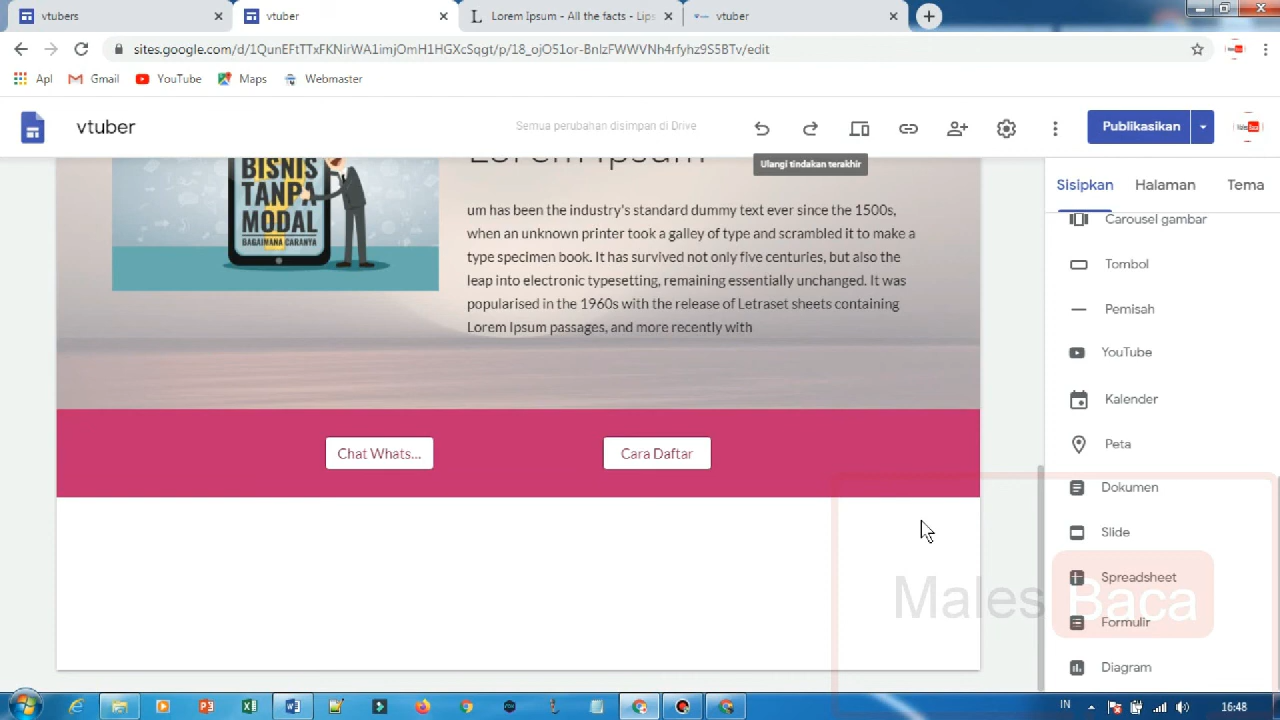 vtubers
vtuber
Lorem Ipsum - All the facts - Lips
vtuber
sites.google.com/d/1QunEFtTTxFKNirWA1imjOmH1HGXcSqgt/p/18_ojO51or-BnlzFWWVNh4rfyhz9S5BTv/edit
Apl
Gmail
YouTube
Maps
Webmaster
vtuber
Semua perubahan disimpan di Drive
Publikasikan
Ulangi tindakan terakhir
Sisipkan
Halaman
Tema
Lorem Ipsum
BISNIS
TANPA
MODAL
BAGAIMANA CARANYA
um has been the industry's standard dummy text ever since the 1500s,
when an unknown printer took a galley of type and scrambled it to make a
type specimen book. It has survived not only five centuries, but also the
leap into electronic typesetting, remaining essentially unchanged. It was
popularised in the 1960s with the release of Letraset sheets containing
Lorem Ipsum passages, and more recently with
Chat Whats...
Cara Daftar
Carousel gambar
Tombol
Pemisah
YouTube
Kalender
Peta
Dokumen
Slide
Spreadsheet
Formulir
Diagram
Males Baca
IN
16:48